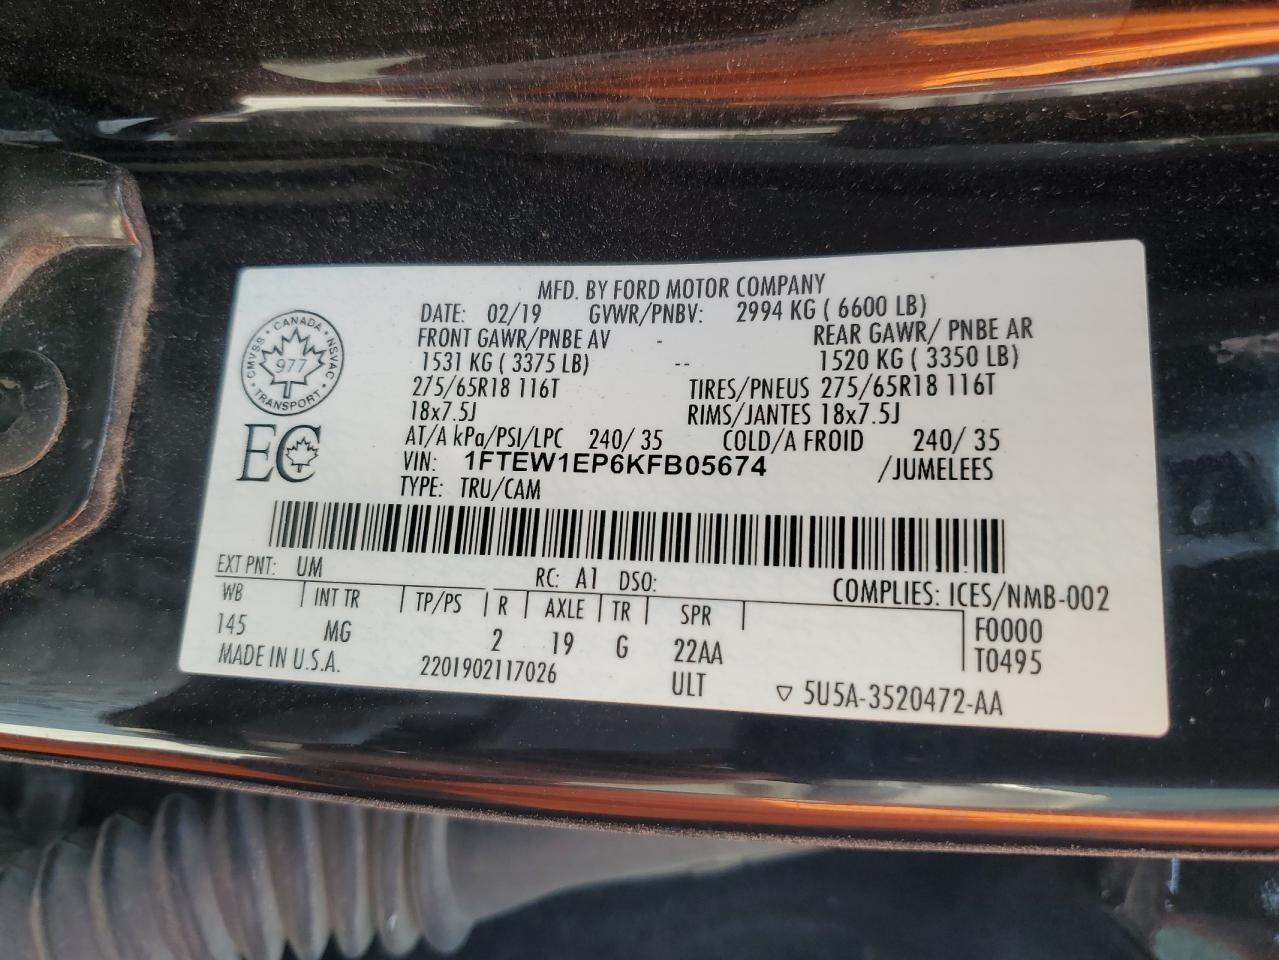 MFD. BY FORD MOTOR COMPANY
DATE: 02/19 GVWR/PNBV: 2994 KG ( 6600 LB)
FRONT GAWR/PNBE AV - REAR GAWR/ PNBE AR
1531 KG ( 3375 LB) -- 1520 KG ( 3350 LB)
275/65R18 116T TIRES/PNEUS 275/65R18 116T
18x7.5J RIMS/JANTES 18x7.5J
AT/A kPa/PSI/LPC 240/ 35 COLD/A FROID 240/ 35
VIN: 1FTEW1EP6KFB05674 /JUMELEES
TYPE: TRU/CAM
CANADA
CMVSS NSVAC
977
TRANSPORT
EC
EXT PNT: UM RC: A1 DSO: COMPLIES: ICES/NMB-002
WB INT TR TP/PS R AXLE TR SPR
145 MG 2 19 G 22AA F0000
T0495
MADE IN U.S.A. 2201902117026 ULT ▽ 5U5A-3520472-AA